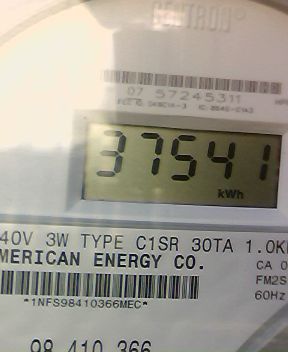 CENTRON®
07 57245311
37541
kWh
40V 3W TYPE C1SR 30TA 1.0K
MERICAN ENERGY CO.
CA 0
FM2S
60Hz
*1NFS98410366MEC*
98 410 366